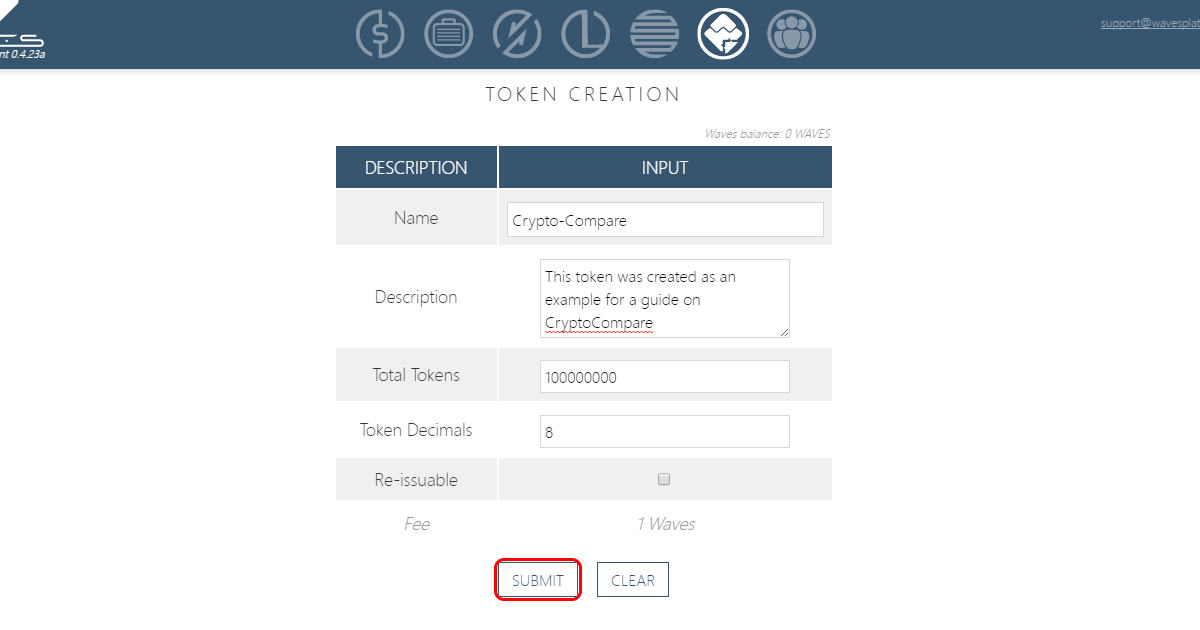 nt 0.4.23a
support@wavesplat
TOKEN CREATION
Waves balance: 0 WAVES
DESCRIPTION INPUT
Name Crypto-Compare
Description This token was created as an
example for a guide on
CryptoCompare
Total Tokens 100000000
Token Decimals 8
Re-issuable
Fee 1 Waves
SUBMIT CLEAR